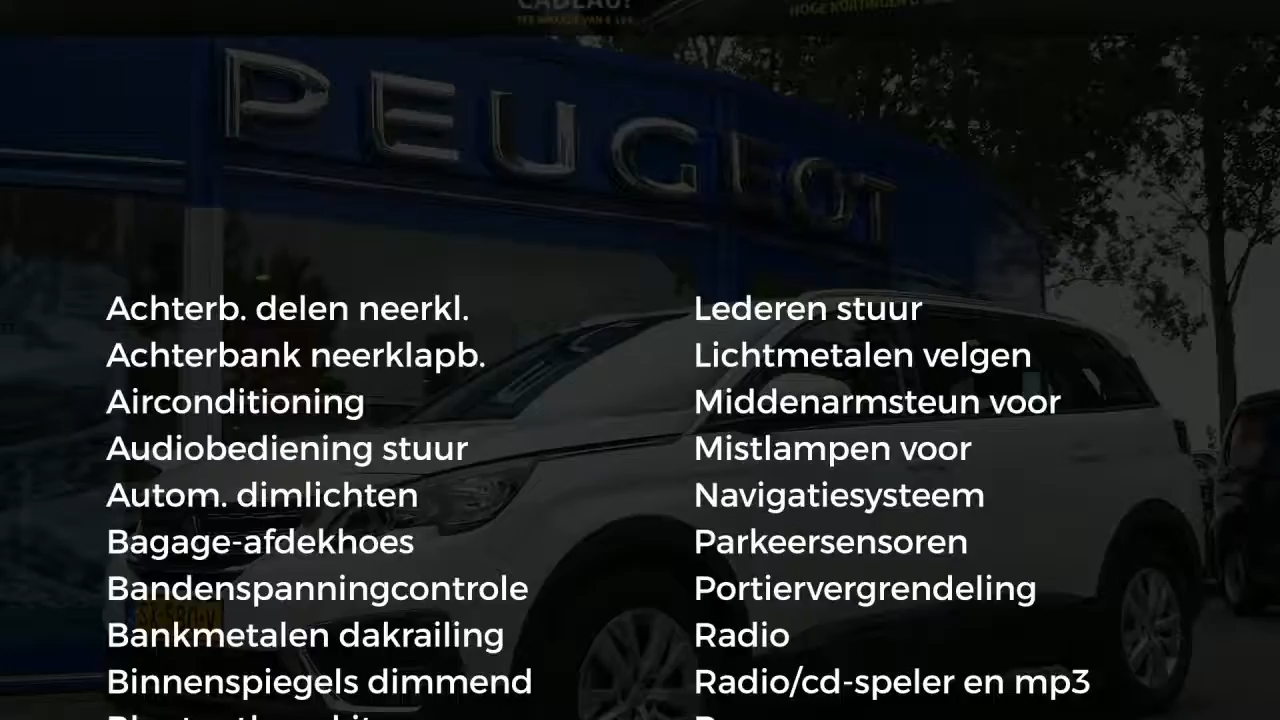 CADEAU!
PEUGEOT
Achterb. delen neerkl.
Achterbank neerklapb.
Airconditioning
Audiobediening stuur
Autom. dimlichten
Bagage-afdekhoes
Bandenspanningcontrole
Bankmetalen dakrailing
Binnenspiegels dimmend
Lederen stuur
Lichtmetalen velgen
Middenarmsteun voor
Mistlampen voor
Navigatiesysteem
Parkeersensoren
Portiervergrendeling
Radio
Radio/cd-speler en mp3